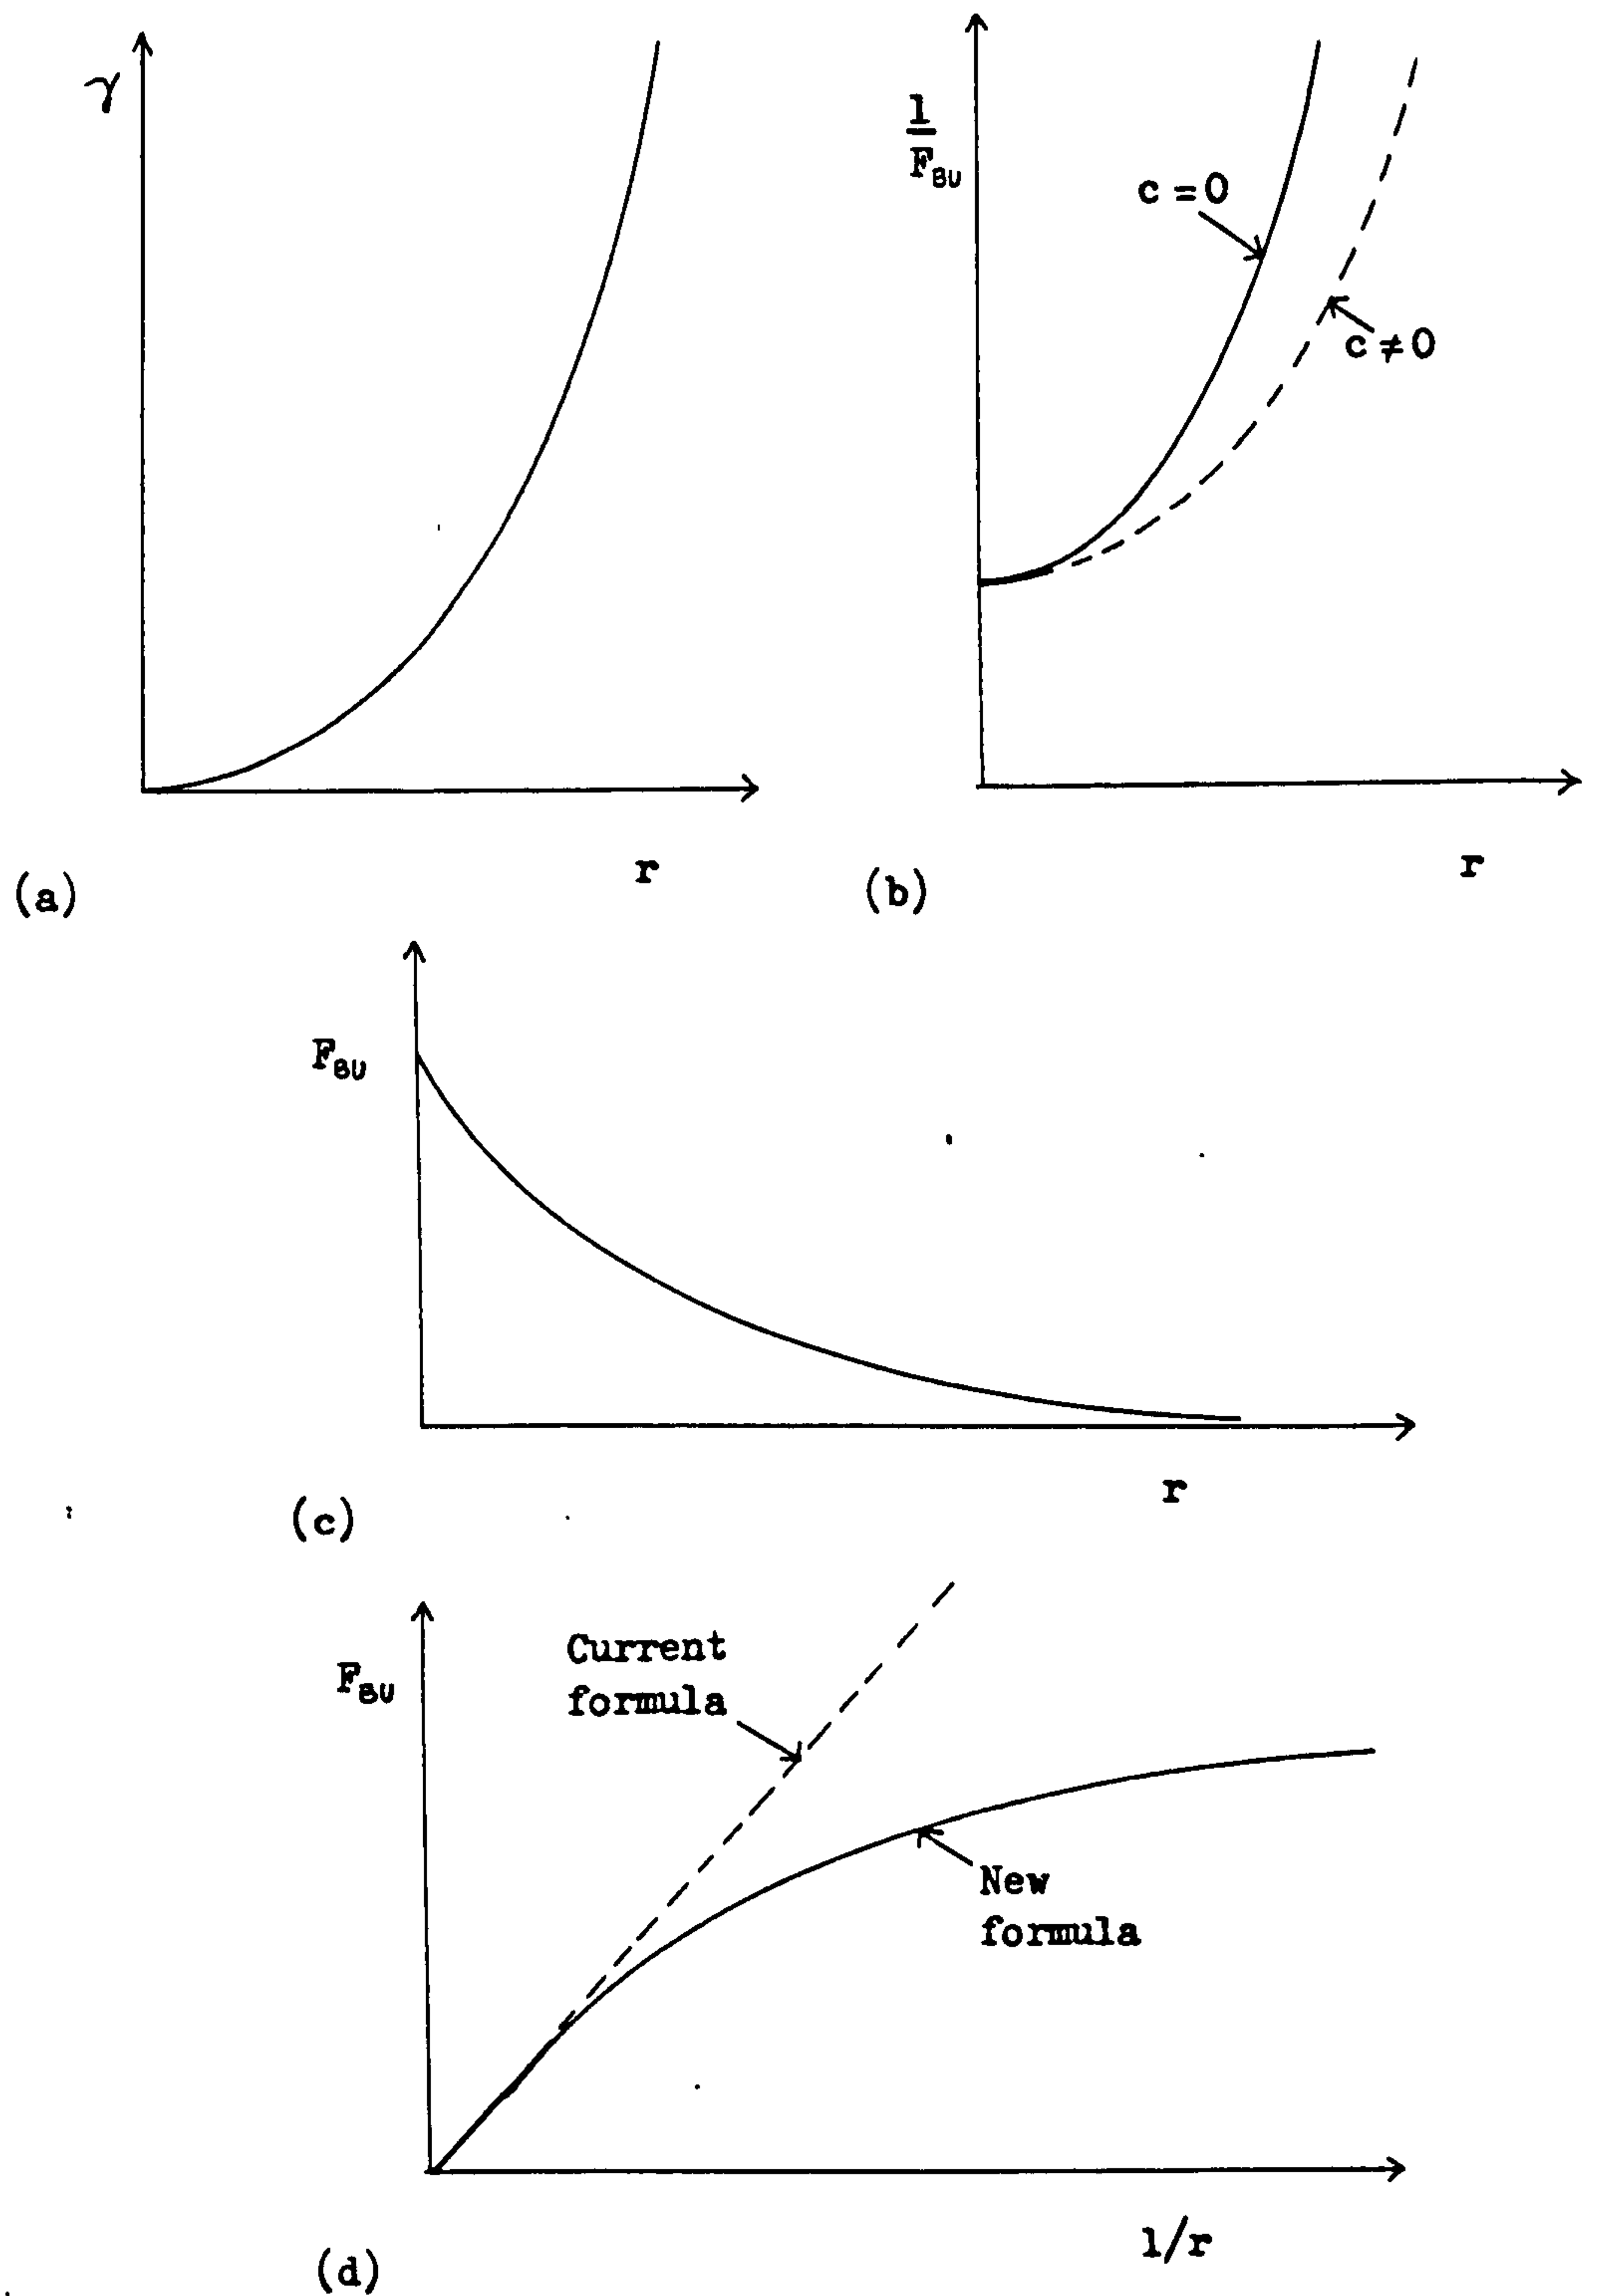 γ
1
F_BU
c = 0
c ≠ 0
r
r
(a)
(b)
F_BU
r
(c)
Current
formula
F_BU
New
formula
1/r
(d)